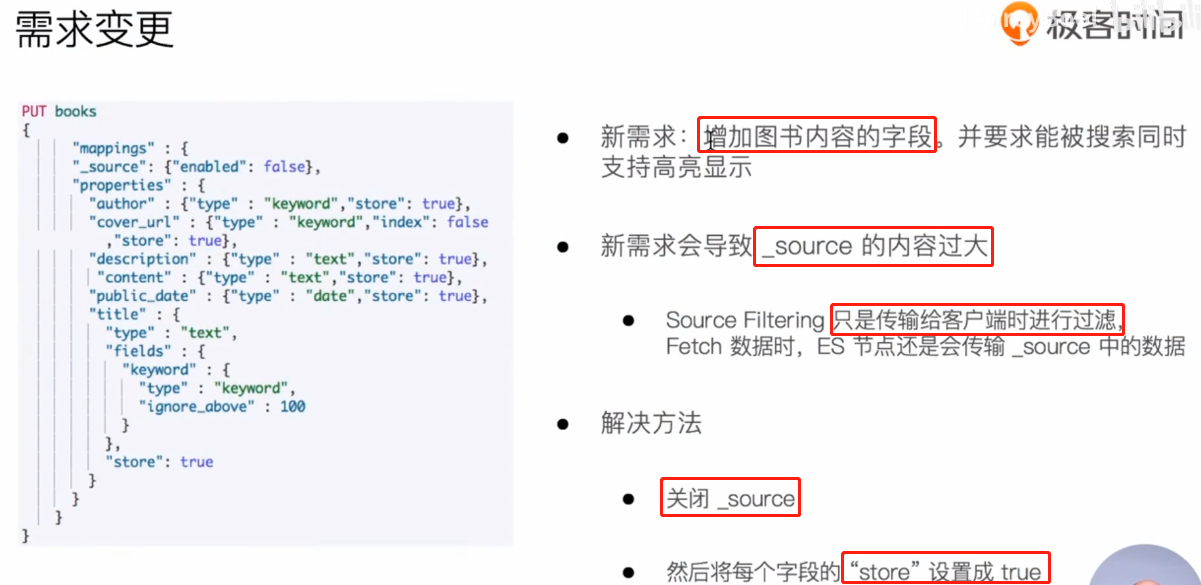 需求变更
极客时间
PUT books
{
"mappings" : {
"_source": {"enabled": false},
"properties" : {
"author" : {"type" : "keyword","store": true},
"cover_url" : {"type" : "keyword","index": false
,"store": true},
"description" : {"type" : "text","store": true},
"content" : {"type" : "text","store": true},
"public_date" : {"type" : "date","store": true},
"title" : {
"type" : "text",
"fields" : {
"keyword" : {
"type" : "keyword",
"ignore_above" : 100
}
},
"store": true
}
}
}
}
● 新需求：增加图书内容的字段。并要求能被搜索同时
支持高亮显示
● 新需求会导致 _source 的内容过大
● Source Filtering 只是传输给客户端时进行过滤，
Fetch 数据时，ES 节点还是会传输 _source 中的数据
● 解决方法
● 关闭 _source
● 然后将每个字段的 “store” 设置成 true